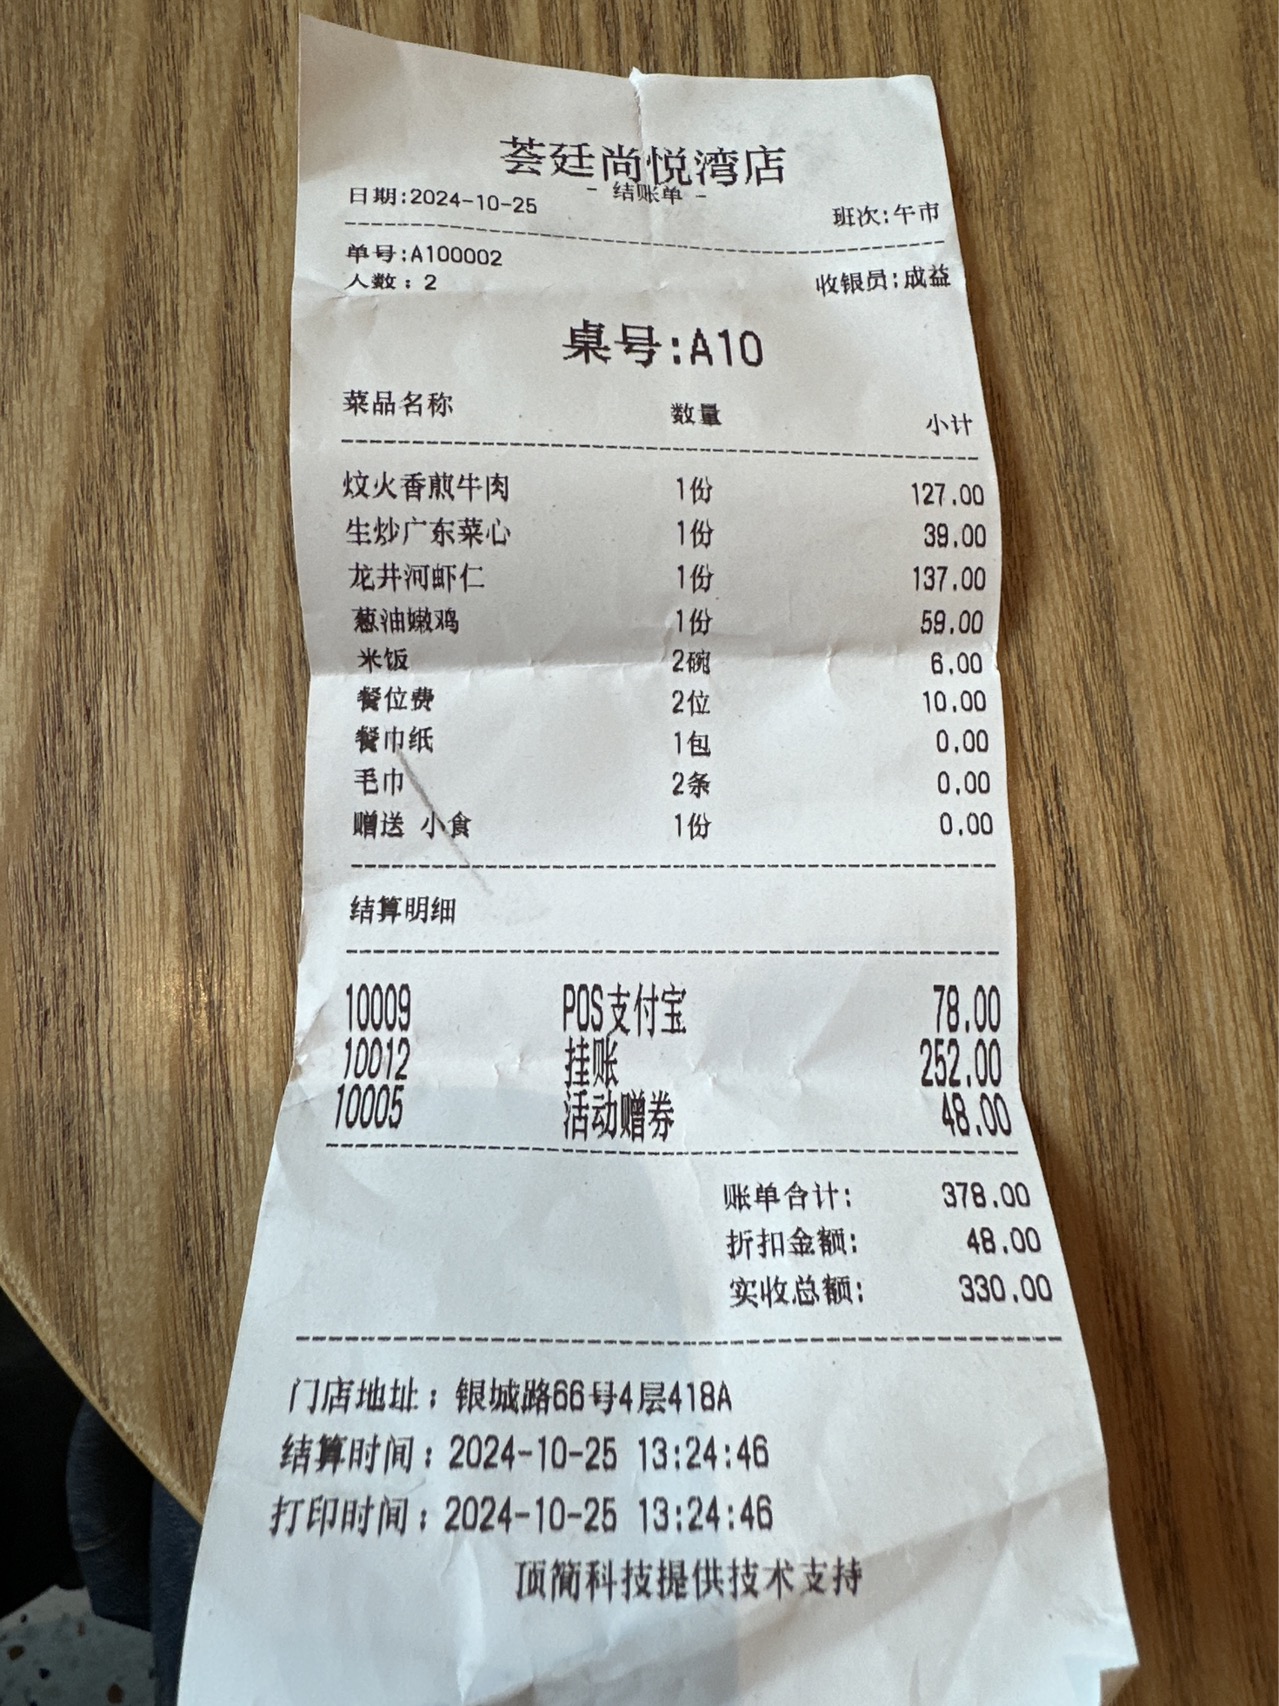 荟廷尚悦湾店
- 结账单 -
日期:2024-10-25 班次:午市
单号:A100002
人数：2 收银员:成益
桌号:A10
菜品名称 数量 小计
炆火香煎牛肉 1份 127.00
生炒广东菜心 1份 39.00
龙井河虾仁 1份 137.00
葱油嫩鸡 1份 59.00
米饭 2碗 6.00
餐位费 2位 10.00
餐巾纸 1包 0.00
毛巾 2条 0.00
赠送 小食 1份 0.00
结算明细
10009 POS支付宝 78.00
10012 挂账 252.00
10005 活动赠券 48.00
账单合计: 378.00
折扣金额: 48.00
实收总额: 330.00
门店地址：银城路66号4层418A
结算时间：2024-10-25 13:24:46
打印时间：2024-10-25 13:24:46
顶简科技提供技术支持